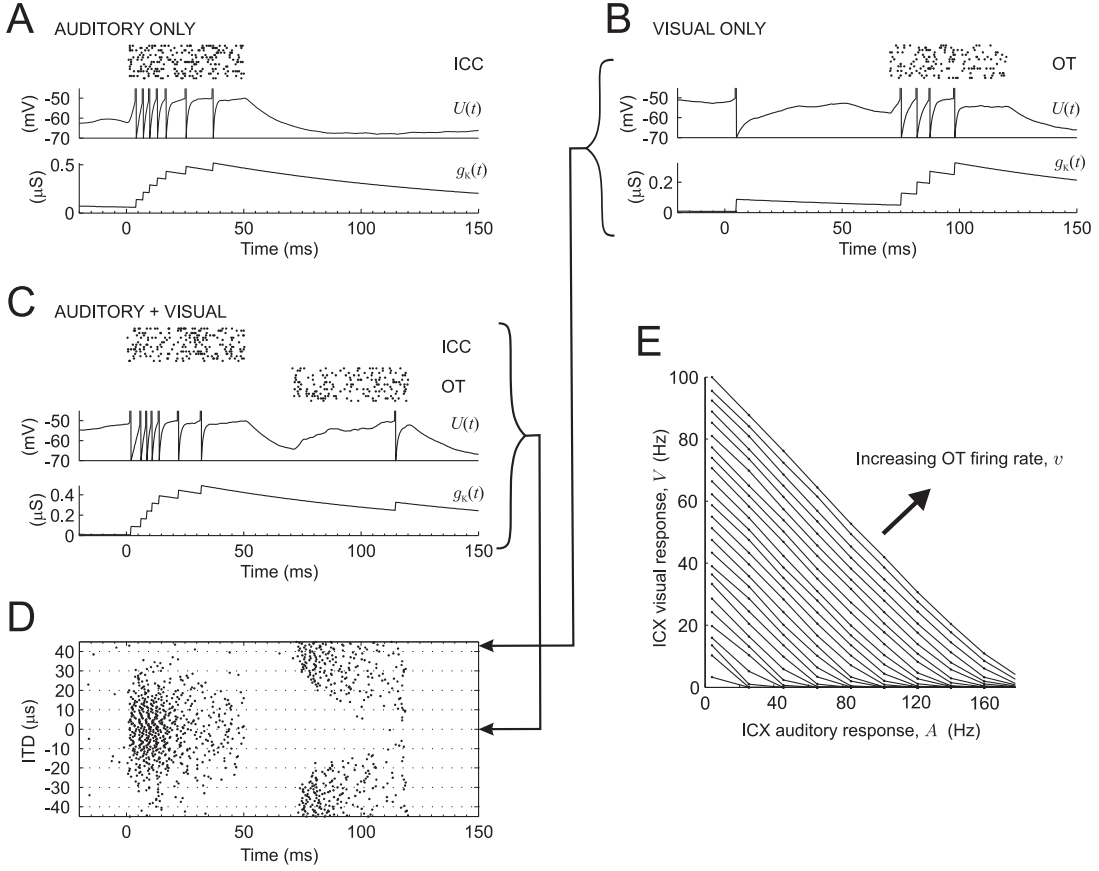 A AUDITORY ONLY
ICC
-50
-60
-70
(mV)
U(t)
0.5
0
(μS)
gK(t)
0 50 100 150
Time (ms)
B VISUAL ONLY
OT
-50
-60
-70
(mV)
U(t)
0.2
0
(μS)
gK(t)
0 50 100 150
Time (ms)
C AUDITORY + VISUAL
ICC
OT
-50
-60
-70
(mV)
U(t)
0.4
0.2
0
(μS)
gK(t)
0 50 100 150
Time (ms)
D
40
30
20
10
0
-10
-20
-30
-40
ITD (μs)
0 50 100 150
Time (ms)
E
100
80
60
40
20
0
ICX visual response, V (Hz)
Increasing OT firing rate, v
0 40 80 120 160
ICX auditory response, A (Hz)